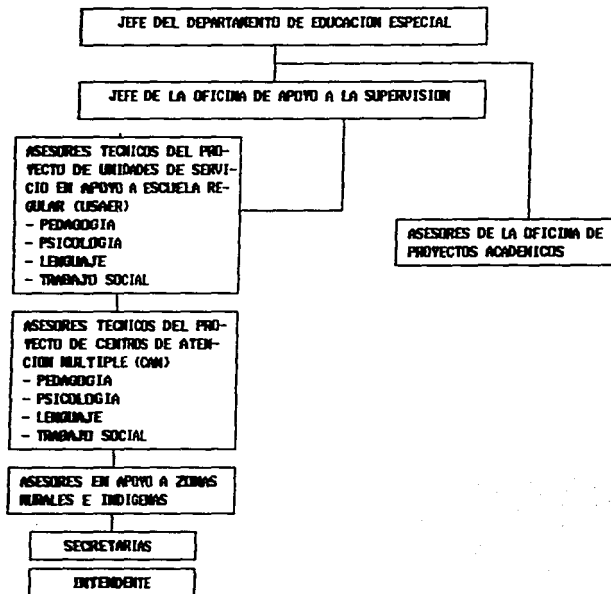 JEFE DEL DEPARTAMENTO DE EDUCACION ESPECIAL
JEFE DE LA OFICINA DE APOYO A LA SUPERVISION
ASESORES TECNICOS DEL PRO-
YECTO DE UNIDADES DE SERVI-
CIO EN APOYO A ESCUELA RE-
GULAR (USAER)
- PEDAGOGIA
- PSICOLOGIA
- LENGUAJE
- TRABAJO SOCIAL
ASESORES DE LA OFICINA DE
PROYECTOS ACADEMICOS
ASESORES TECNICOS DEL PRO-
YECTO DE CENTROS DE ATEN-
CION MULTIPLE (CAM)
- PEDAGOGIA
- PSICOLOGIA
- LENGUAJE
- TRABAJO SOCIAL
ASESORES EN APOYO A ZONAS
RURALES E INDIGENAS
SECRETARIAS
INTENDENTE